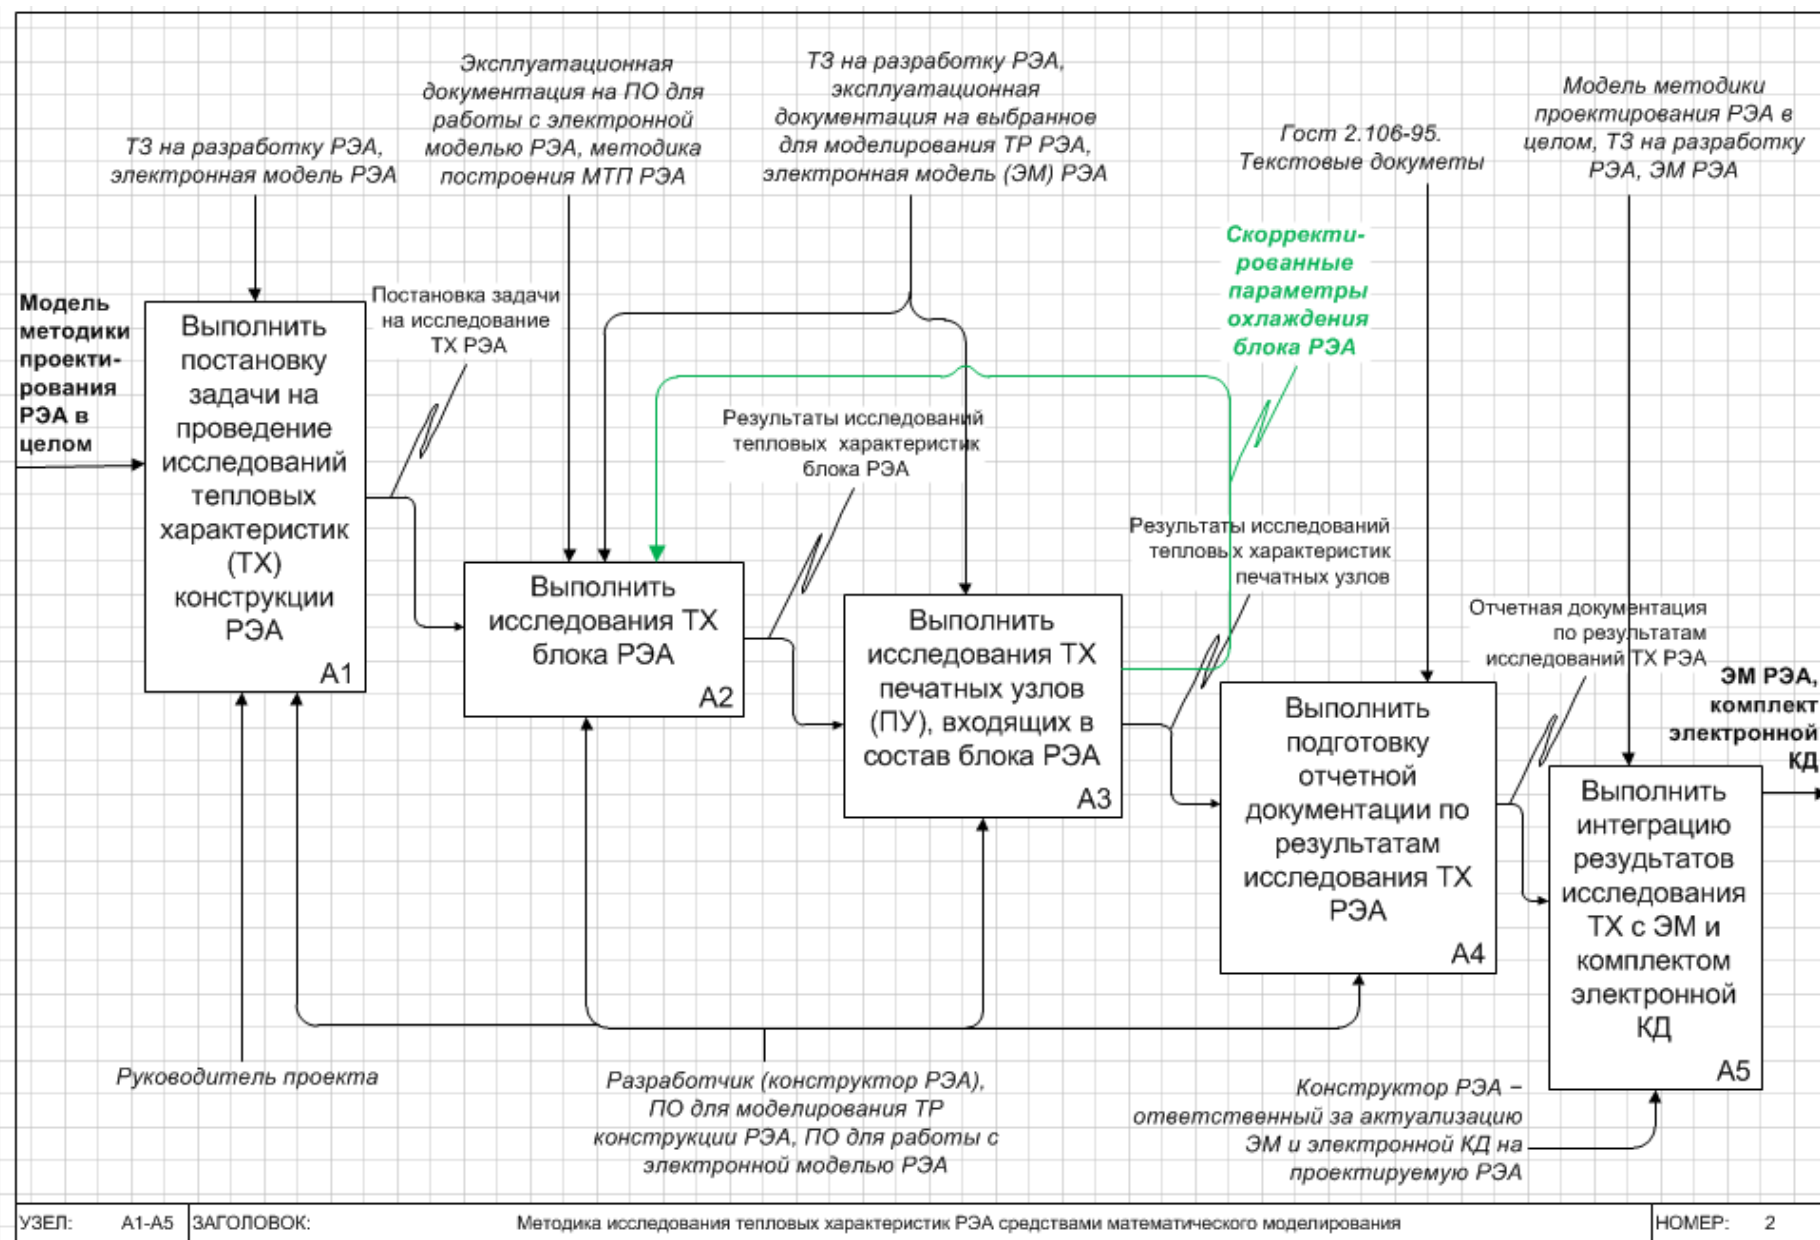 ТЗ на разработку РЭА,
электронная модель РЭА
Эксплуатационная
документация на ПО для
работы с электронной
моделью РЭА, методика
построения МТП РЭА
ТЗ на разработку РЭА,
эксплуатационная
документация на выбранное
для моделирования ТР РЭА,
электронная модель (ЭМ) РЭА
Гост 2.106-95.
Текстовые докуметы
Модель методики
проектирования РЭА в
целом, ТЗ на разработку
РЭА, ЭМ РЭА
Скорректи-
рованные
параметры
охлаждения
блока РЭА
Модель
методики
проекти-
рования
РЭА в
целом
Выполнить
постановку
задачи на
проведение
исследований
тепловых
характеристик
(ТХ)
конструкции
РЭА
А1
Постановка задачи
на исследование
ТХ РЭА
Выполнить
исследования ТХ
блока РЭА
А2
Результаты исследований
тепловых характеристик
блока РЭА
Выполнить
исследования ТХ
печатных узлов
(ПУ), входящих в
состав блока РЭА
А3
Результаты исследований
тепловых характеристик
печатных узлов
Выполнить
подготовку
отчетной
документации по
результатам
исследования ТХ
РЭА
А4
Отчетная документация
по результатам
исследований ТХ РЭА
Выполнить
интеграцию
резудьтатов
исследования
ТХ с ЭМ и
комплектом
электронной
КД
А5
ЭМ РЭА,
комплект
электронной
КД
Руководитель проекта
Разработчик (конструктор РЭА),
ПО для моделирования ТР
конструкции РЭА, ПО для работы с
электронной моделью РЭА
Конструктор РЭА –
ответственный за актуализацию
ЭМ и электронной КД на
проектируемую РЭА
УЗЕЛ: А1-А5 ЗАГОЛОВОК: Методика исследования тепловых характеристик РЭА средствами математического моделирования НОМЕР: 2